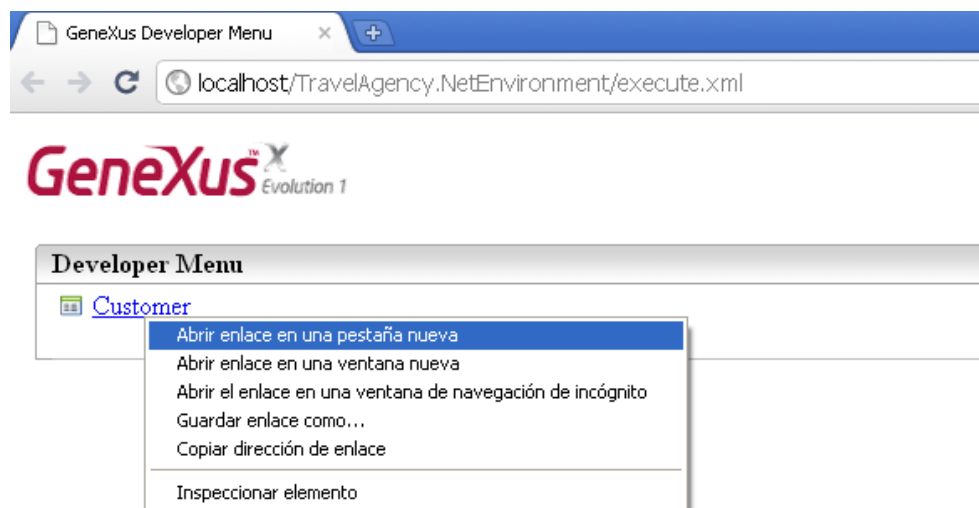 GeneXus Developer Menu
localhost/TravelAgency.NetEnvironment/execute.xml
GeneXus™ X
Evolution 1
Developer Menu
Customer
Abrir enlace en una pestaña nueva
Abrir enlace en una ventana nueva
Abrir el enlace en una ventana de navegación de incógnito
Guardar enlace como...
Copiar dirección de enlace
Inspeccionar elemento